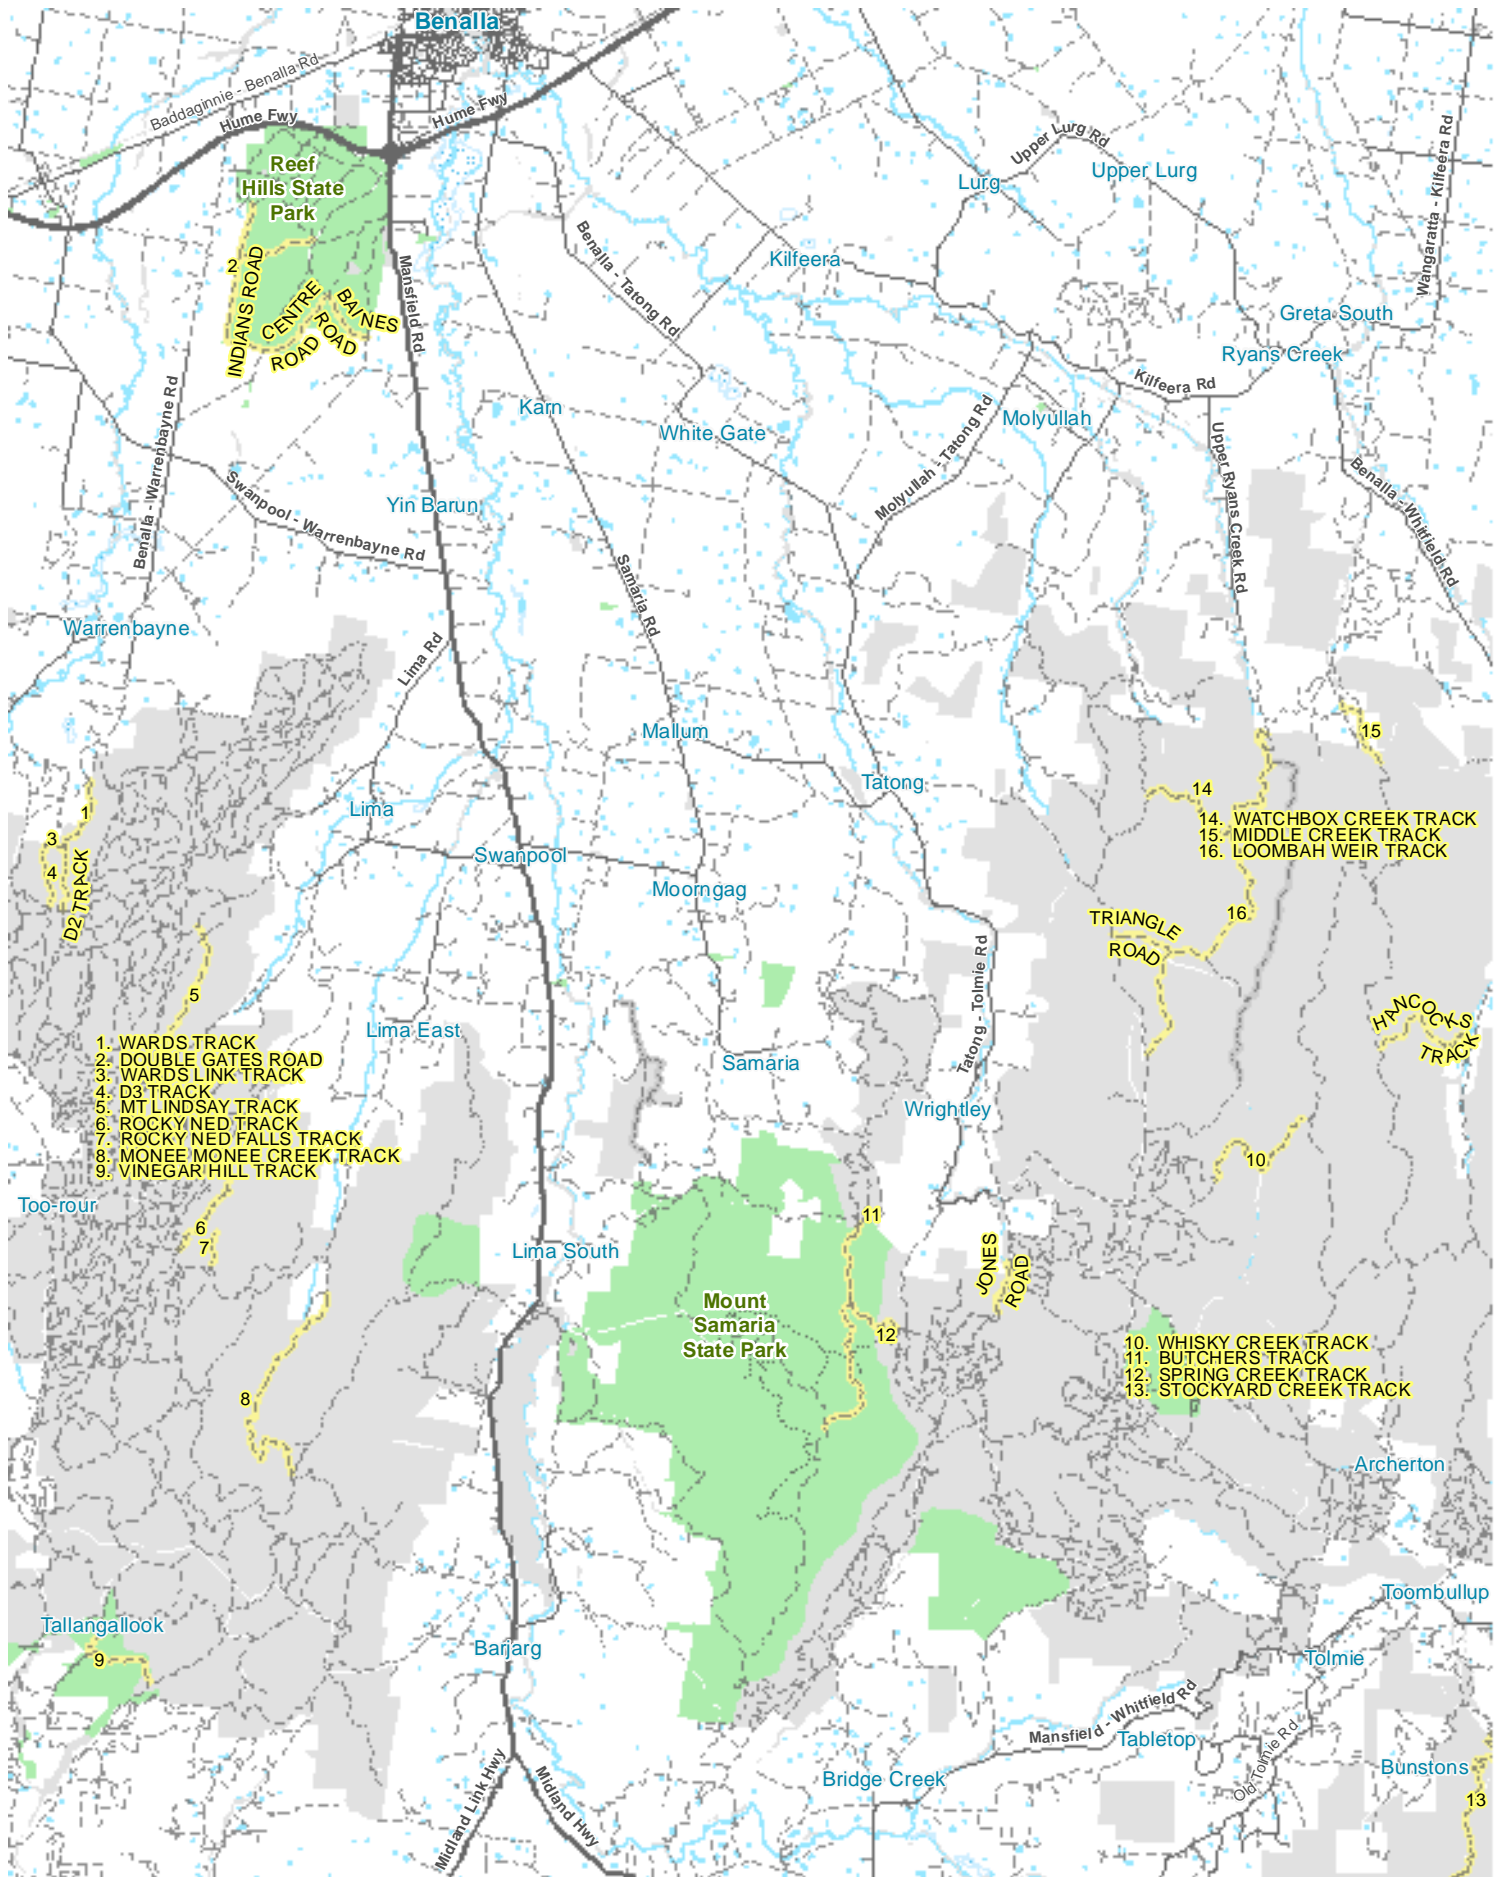 Benalla
Baddaginnie - Benalla Rd
Hume Fwy
Hume Fwy
Reef
Hills State
Park
Upper Lurg Rd
Upper Lurg
Lurg
Wangaratta - Kilfeera Rd
Benalla - Tatong Rd
Kilfeera
2
INDIANS ROAD
CENTRE
ROAD
BAINES
ROAD
Mansfield Rd
Greta South
Ryans Creek
Kilfeera Rd
Benalla - Warrenbayne Rd
Karn
White Gate
Molyullah - Tatong Rd
Molyullah
Upper Ryans Creek Rd
Benalla - Whitfield Rd
Swanpool - Warrenbayne Rd
Yin Barun
Samaria Rd
Warrenbayne
Lima Rd
Mallum
15
Tatong
14
1
Lima
3
4
D2 TRACK
14. WATCHBOX CREEK TRACK
15. MIDDLE CREEK TRACK
16. LOOMBAH WEIR TRACK
Swanpool
Moorngag
16
TRIANGLE
ROAD
Tatong - Tolmie Rd
5
HANCOCKS
TRACK
Lima East
Samaria
1. WARDS TRACK
2. DOUBLE GATES ROAD
3. WARDS LINK TRACK
4. D3 TRACK
5. MT LINDSAY TRACK
6. ROCKY NED TRACK
7. ROCKY NED FALLS TRACK
8. MONEE MONEE CREEK TRACK
9. VINEGAR HILL TRACK
Wrightley
10
Too-rour
6
7
11
Lima South
JONES
ROAD
Mount
Samaria
State Park
12
10. WHISKY CREEK TRACK
11. BUTCHERS TRACK
12. SPRING CREEK TRACK
13. STOCKYARD CREEK TRACK
8
Archerton
Toombullup
Tallangallook
9
Barjarg
Tolmie
Mansfield - Whitfield Rd
Tabletop
Old Tolmie Rd
Bunstons
Bridge Creek
13
Midland Link Hwy
Midland Hwy